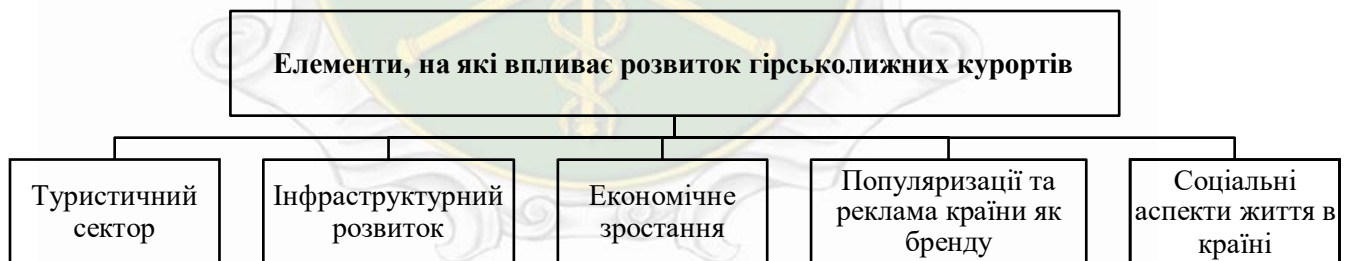 Елементи, на які впливає розвиток гірськолижних курортів
Туристичний
сектор
Інфраструктурний
розвиток
Економічне
зростання
Популяризації та
реклама країни як
бренду
Соціальні
аспекти життя в
країні